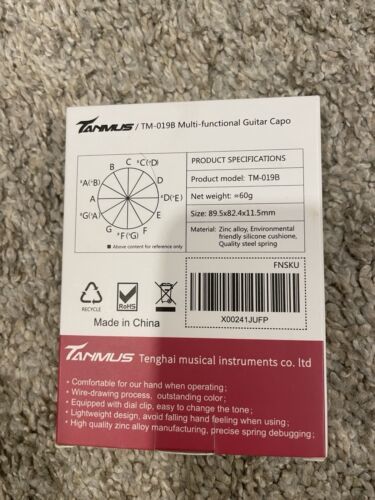 TANMUS / TM-019B Multi-functional Guitar Capo
C
♯C(♭D)
D
♯D(♭E)
E
F
♯F(♭G)
G
♯G(♭A)
A
♯A(♭B)
B
■ Above content for reference only
PRODUCT SPECIFICATIONS
Product model: TM-019B
Net weight: ≈60g
Size: 89.5x82.4x11.5mm
Material: Zinc alloy, Environmental
friendly silicone cushione,
Quality steel spring
RECYCLE
RoHS
Made in China
FNSKU
X00241JUFP
TANMUS Tenghai musical instruments co. ltd
• Comfortable for our hand when operating;
• Wire-drawing process, outstanding color;
• Equipped with dial clip, easy to change the tone;
• Lightweight design, avoid falling hand feeling when using;
• High quality zinc alloy manufacturing, precise spring debugging;